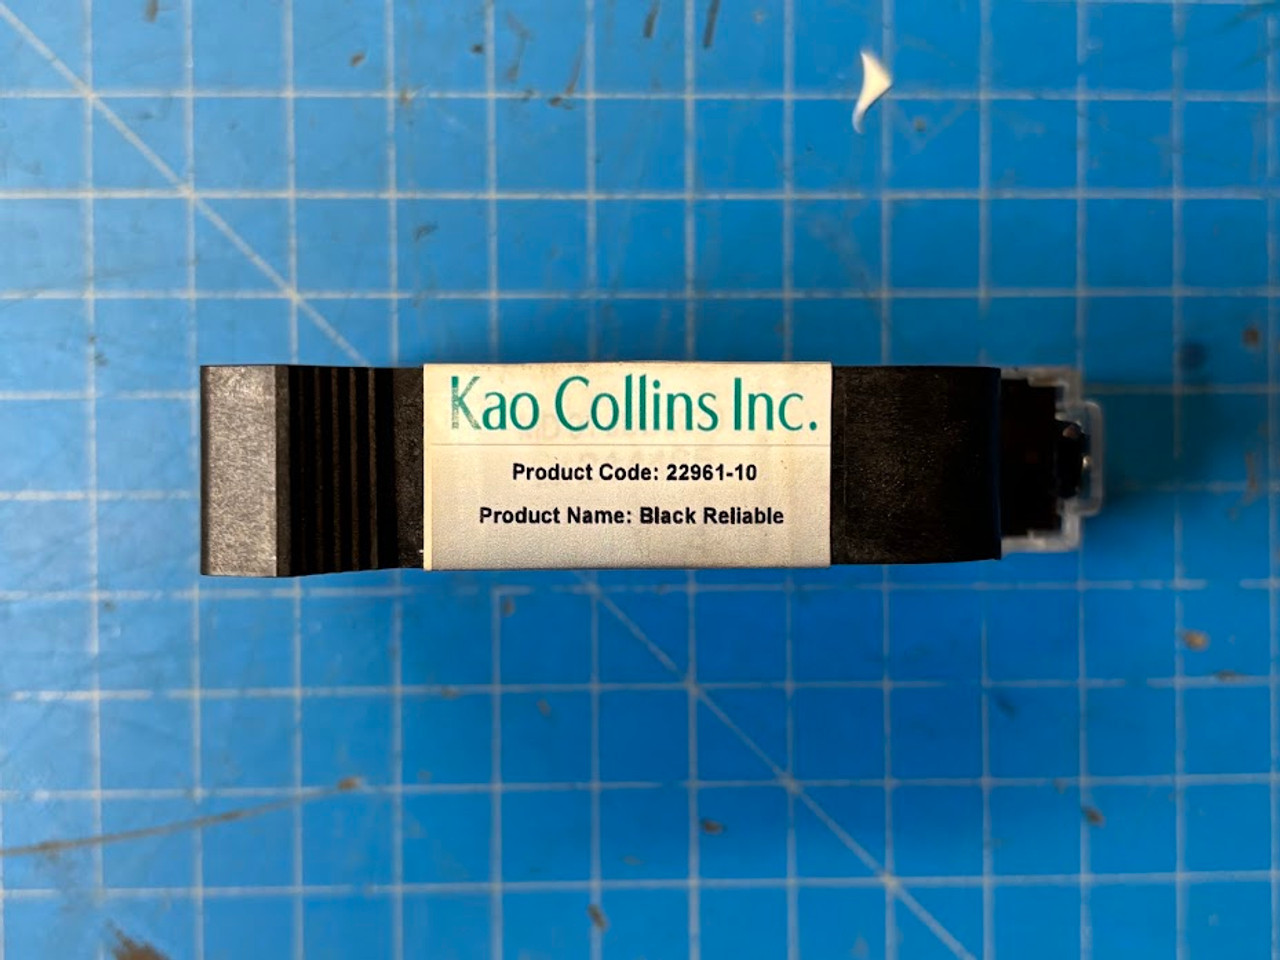 Kao Collins Inc.
Product Code: 22961-10
Product Name: Black Reliable